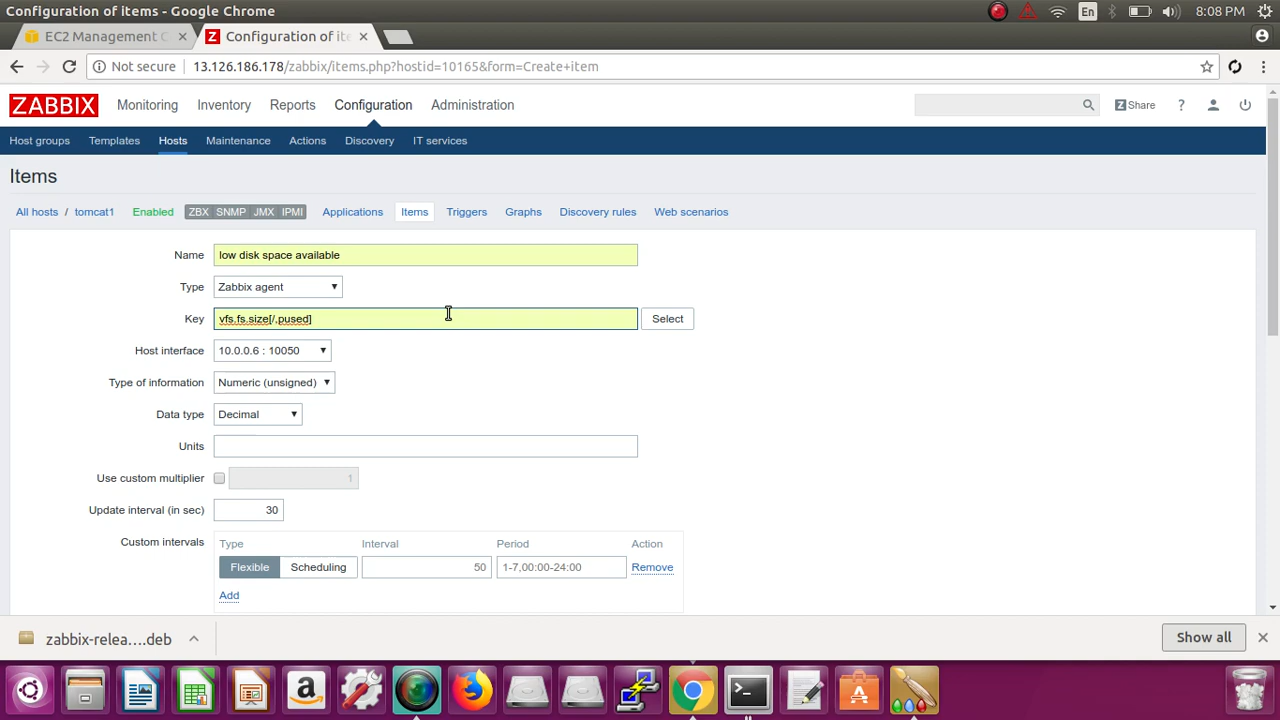 Configuration of items - Google Chrome
En
8:08 PM
EC2 Management C
Configuration of ite
Not secure
13.126.186.178/zabbix/items.php?hostid=10165&form=Create+item
ZABBIX
Monitoring
Inventory
Reports
Configuration
Administration
Z Share
?
Host groups
Templates
Hosts
Maintenance
Actions
Discovery
IT services
Items
All hosts / tomcat1
Enabled
ZBX SNMP JMX IPMI
Applications
Items
Triggers
Graphs
Discovery rules
Web scenarios
Name
low disk space available
Type
Zabbix agent
Key
vfs.fs.size[/,pused]
Select
Host interface
10.0.0.6 : 10050
Type of information
Numeric (unsigned)
Data type
Decimal
Units
Use custom multiplier
1
Update interval (in sec)
30
Custom intervals
Type
Interval
Period
Action
Flexible
Scheduling
50
1-7,00:00-24:00
Remove
Add
zabbix-relea....deb
Show all